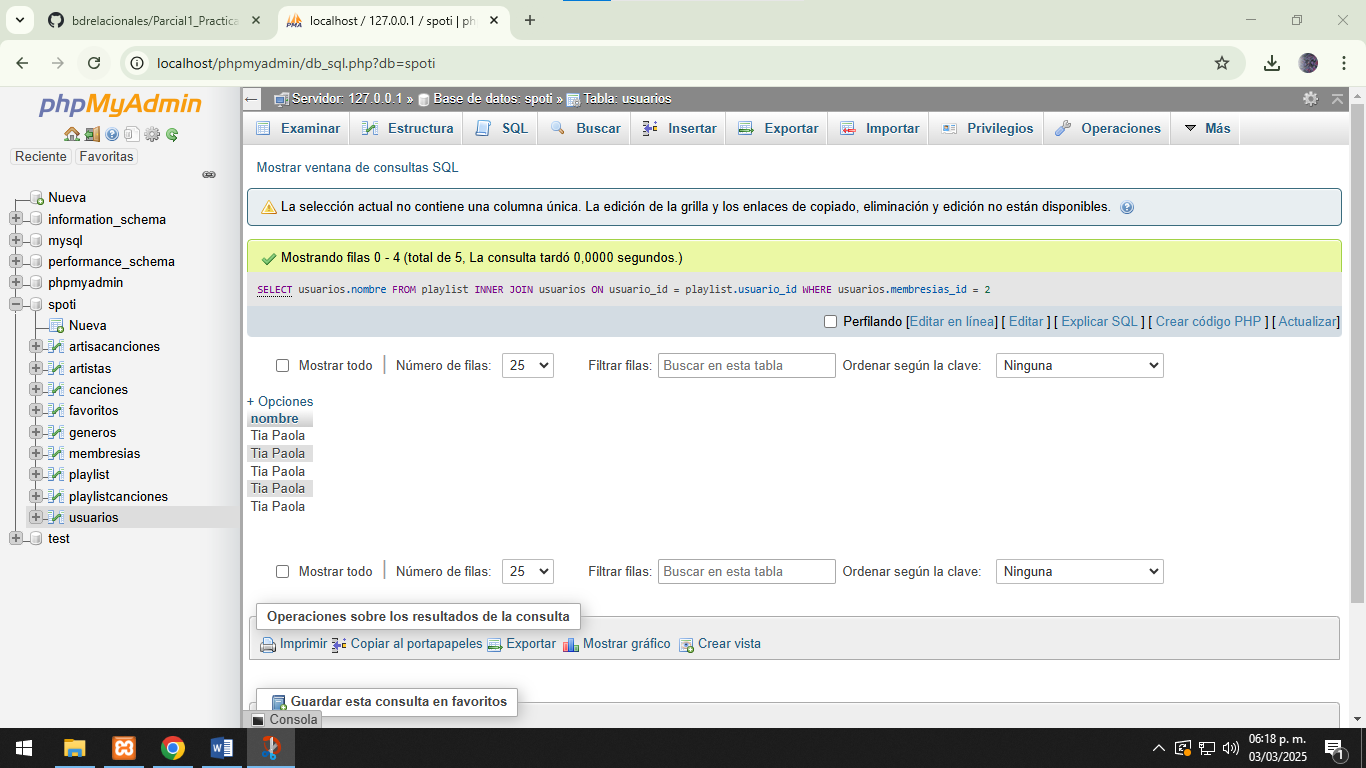 bdrelacionales/Parcial1_Practica
localhost / 127.0.0.1 / spoti | ph
localhost/phpmyadmin/db_sql.php?db=spoti
phpMyAdmin
Reciente Favoritas
Nueva
information_schema
mysql
performance_schema
phpmyadmin
spoti
Nueva
artisacanciones
artistas
canciones
favoritos
generos
membresias
playlist
playlistcanciones
usuarios
test
Servidor: 127.0.0.1 » Base de datos: spoti » Tabla: usuarios
Examinar Estructura SQL Buscar Insertar Exportar Importar Privilegios Operaciones Más
Mostrar ventana de consultas SQL
La selección actual no contiene una columna única. La edición de la grilla y los enlaces de copiado, eliminación y edición no están disponibles.
Mostrando filas 0 - 4 (total de 5, La consulta tardó 0,0000 segundos.)
SELECT usuarios.nombre FROM playlist INNER JOIN usuarios ON usuario_id = playlist.usuario_id WHERE usuarios.membresias_id = 2
Perfilando [Editar en línea] [ Editar ] [ Explicar SQL ] [ Crear código PHP ] [ Actualizar]
Mostrar todo | Número de filas: 25 Filtrar filas: Buscar en esta tabla Ordenar según la clave: Ninguna
+ Opciones
nombre
Tia Paola
Tia Paola
Tia Paola
Tia Paola
Tia Paola
Mostrar todo | Número de filas: 25 Filtrar filas: Buscar en esta tabla Ordenar según la clave: Ninguna
Operaciones sobre los resultados de la consulta
Imprimir Copiar al portapapeles Exportar Mostrar gráfico Crear vista
Guardar esta consulta en favoritos
Consola
06:18 p. m.
03/03/2025
1